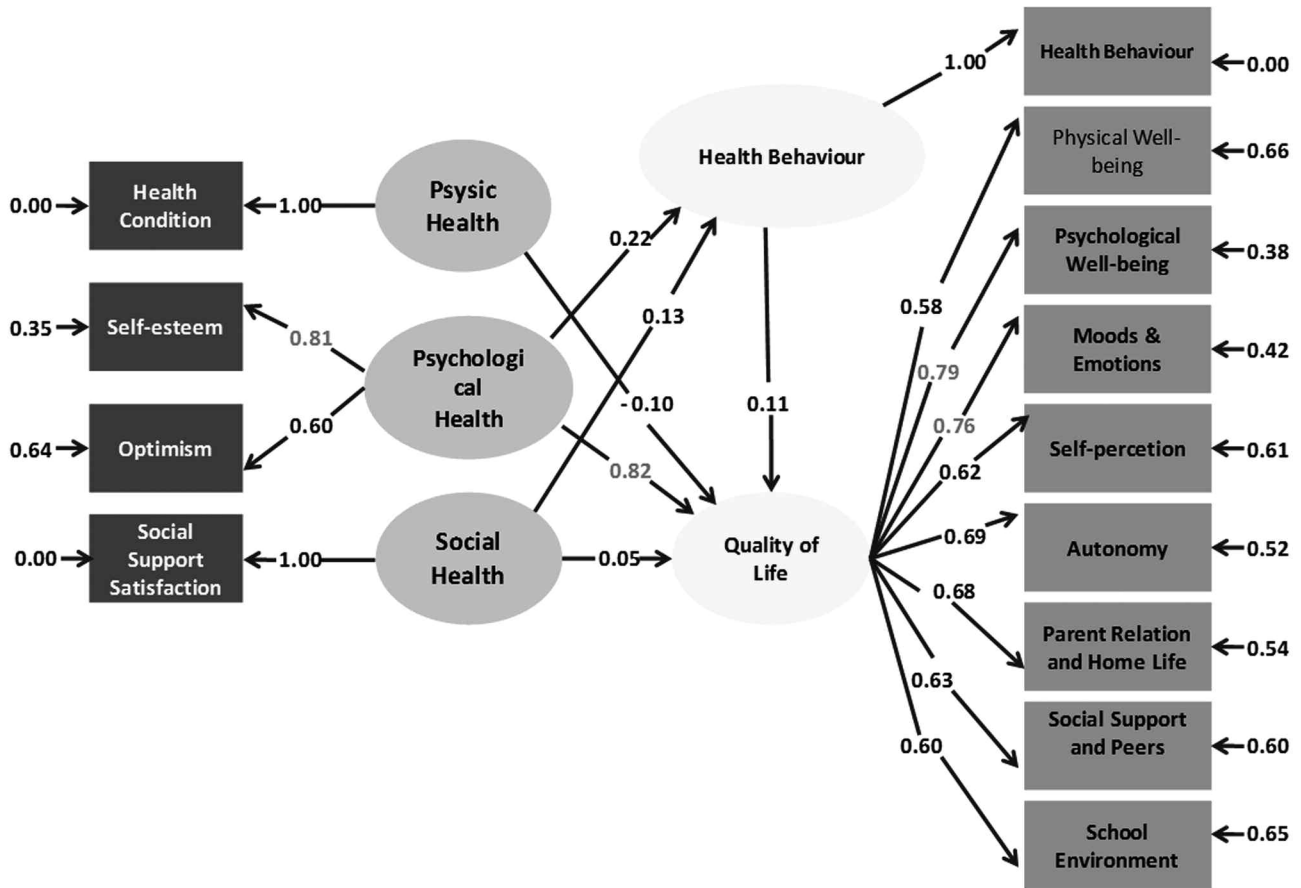 Health Behaviour
0.00
1.00
Physical Well-
being
0.66
Health Behaviour
Health
Condition
0.00
1.00
Psysic
Health
Psychological
Well-being
0.38
0.22
0.58
0.13
Self-esteem
0.35
0.81
Moods &
Emotions
0.42
Psychologi
cal
Health
0.79
- 0.10
0.11
0.76
Optimism
0.64
0.60
Self-percetion
0.61
0.82
0.62
0.69
Social
Support
Satisfaction
0.00
1.00
Social
Health
0.05
Quality of
Life
Autonomy
0.52
0.68
Parent Relation
and Home Life
0.54
0.63
Social Support
and Peers
0.60
0.60
School
Environment
0.65